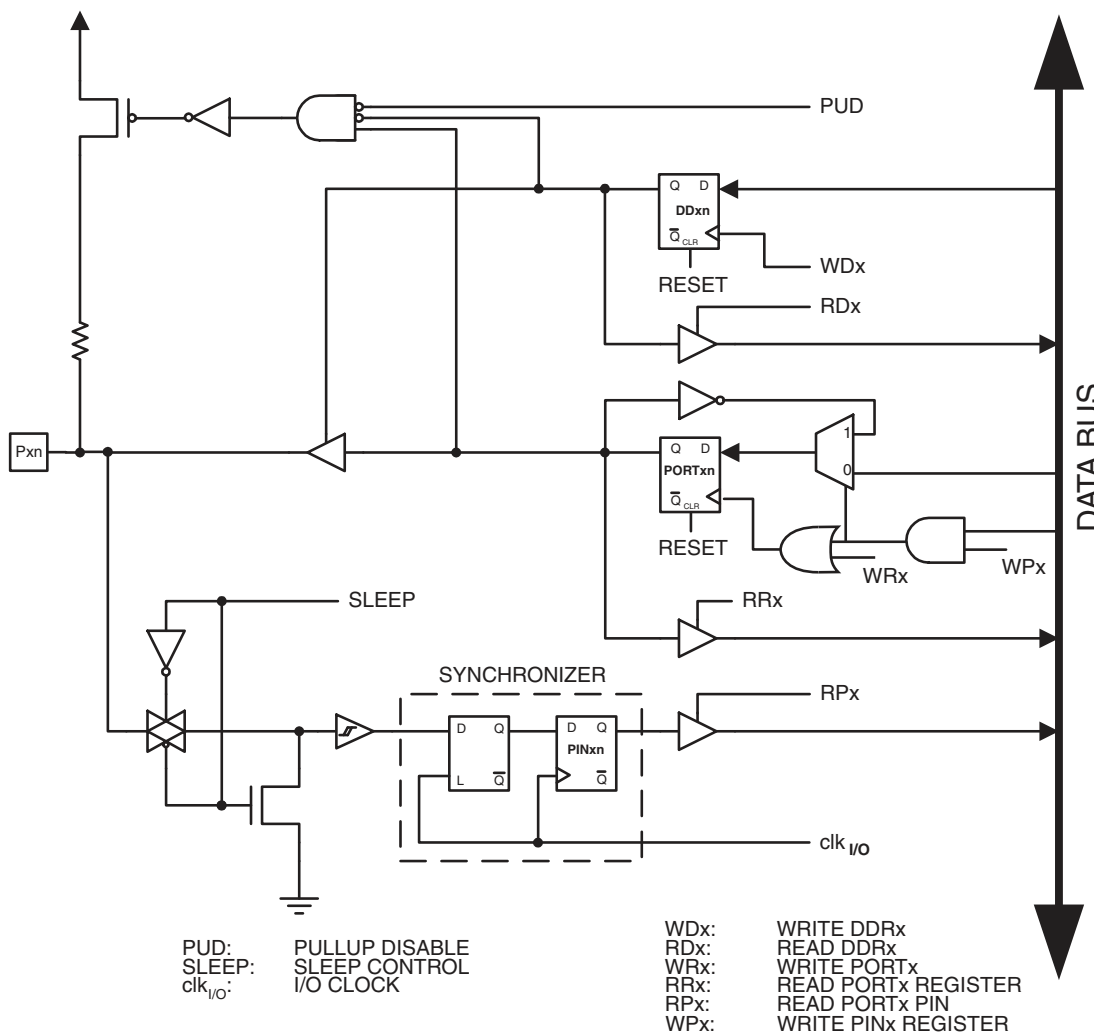 PUD
Q D
DDxn
Q CLR
WDx
RESET
RDx
DATA BUS
1
Pxn
Q D
PORTxn
0
Q CLR
RESET
WRx
WPx
SLEEP
RRx
SYNCHRONIZER
RPx
D Q
D Q
PINxn
L Q
Q
clk I/O
PUD: PULLUP DISABLE
SLEEP: SLEEP CONTROL
clk I/O: I/O CLOCK
WDx: WRITE DDRx
RDx: READ DDRx
WRx: WRITE PORTx
RRx: READ PORTx REGISTER
RPx: READ PORTx PIN
WPx: WRITE PINx REGISTER